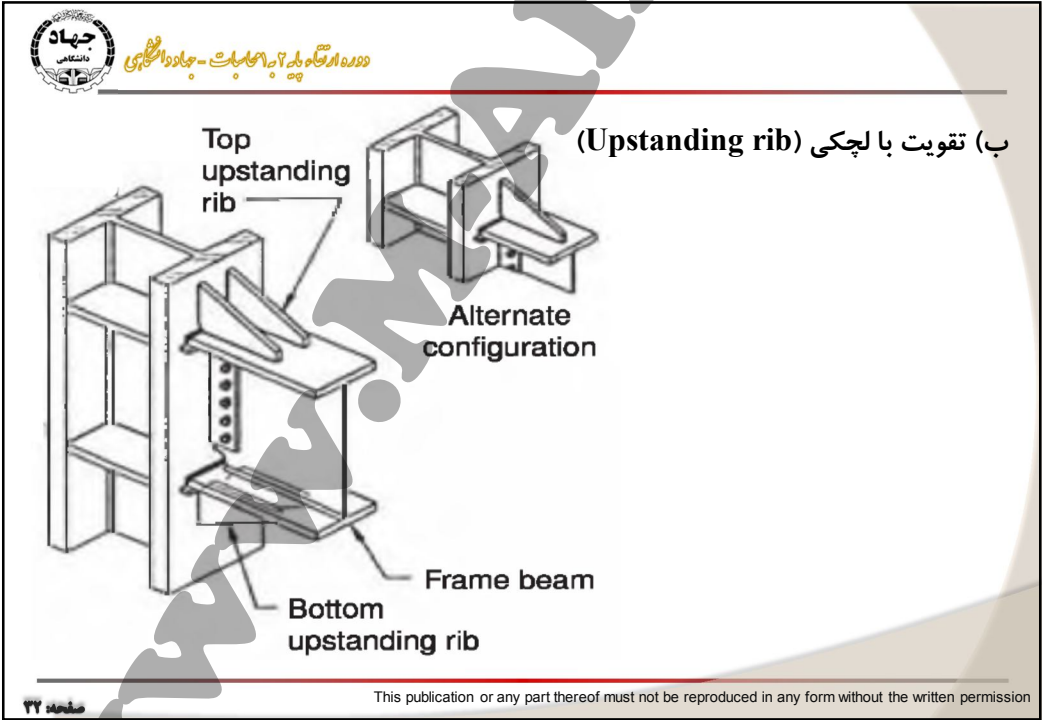 جهاد
دانشگاهی
دوره ارتقاء پایه ۲ به ۱ محاسبات - جهاد دانشگاهی
ب) تقویت با لچکی (Upstanding rib)
Top
upstanding
rib
Alternate
configuration
Frame beam
Bottom
upstanding rib
This publication or any part thereof must not be reproduced in any form without the written permission
صفحه: ۳۲